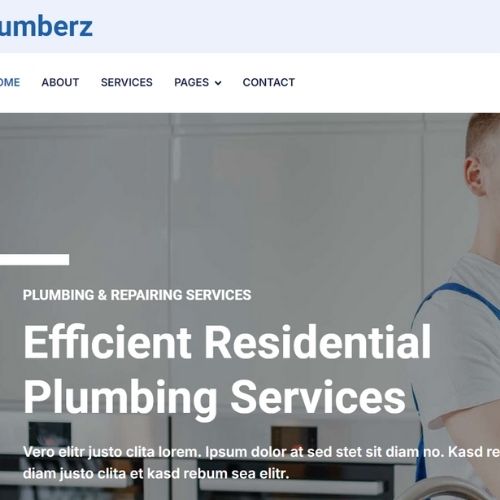 umberz
OME ABOUT SERVICES PAGES CONTACT
PLUMBING & REPAIRING SERVICES
Efficient Residential
Plumbing Services
Vero elitr justo clita lorem. Ipsum dolor at sed stet sit diam no. Kasd re
diam justo clita et kasd rebum sea elitr.